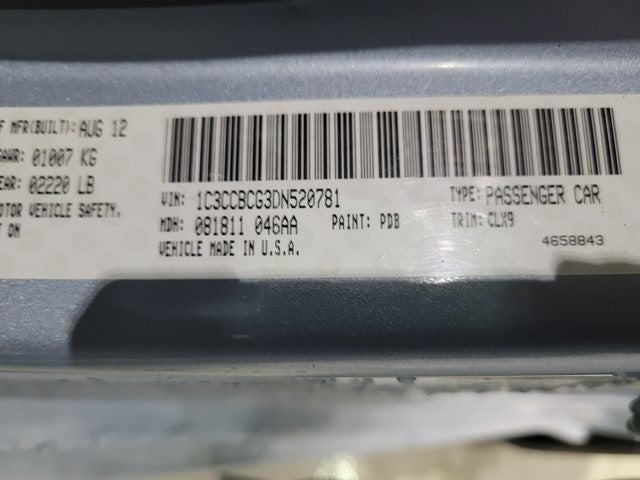 F MFR(BUILT): AUG 12
GAWR: 01007 KG
EAR: 02220 LB
OTOR VEHICLE SAFETY.
ON
VIN: 1C3CCBCG3DN520781
TYPE: PASSENGER CAR
MDH: 081811 046AA
PAINT: PDB
TRIM: CLX9
VEHICLE MADE IN U.S.A.
4658843